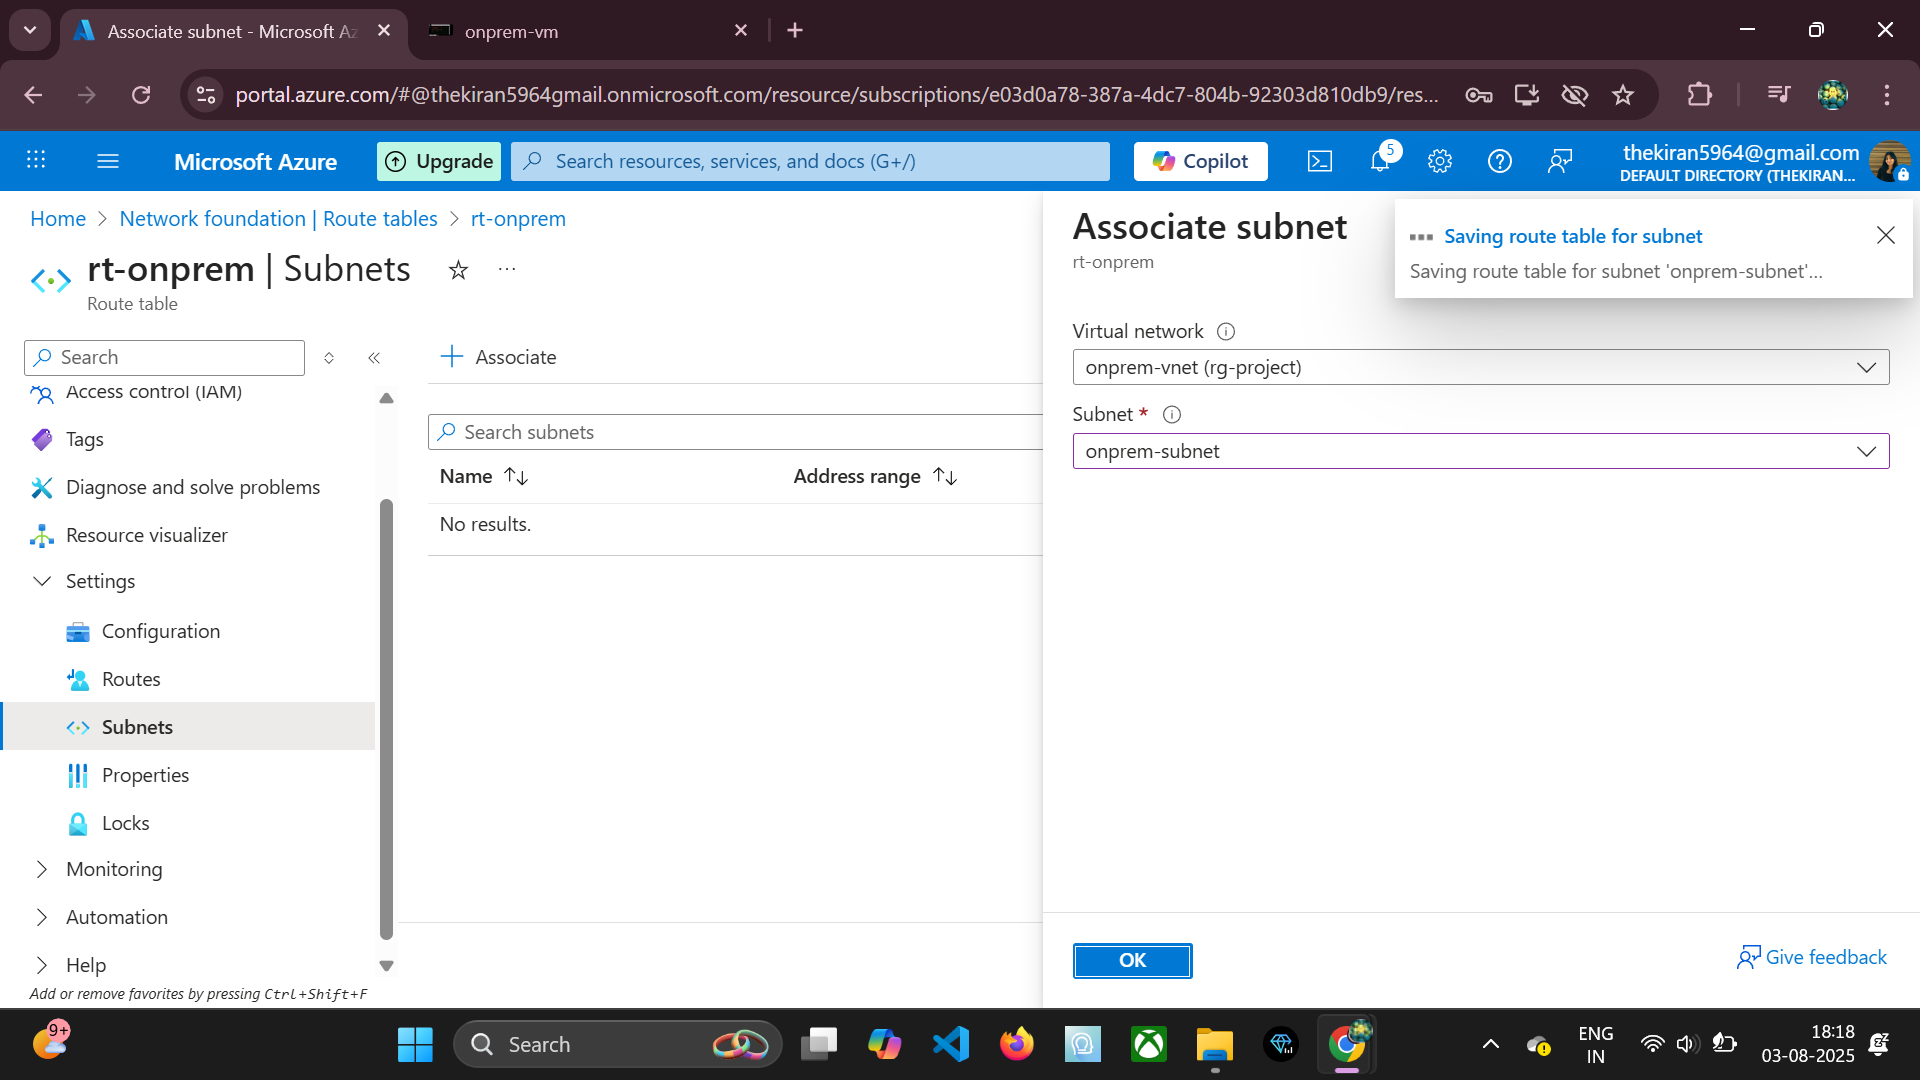 Associate subnet - Microsoft Az
onprem-vm
portal.azure.com/#@thekiran5964gmail.onmicrosoft.com/resource/subscriptions/e03d0a78-387a-4dc7-804b-92303d810db9/res...
Microsoft Azure
Upgrade
Search resources, services, and docs (G+/)
Copilot
5
thekiran5964@gmail.com
DEFAULT DIRECTORY (THEKIRAN...
Home > Network foundation | Route tables > rt-onprem
rt-onprem | Subnets
Route table
Search
Access control (IAM)
Tags
Diagnose and solve problems
Resource visualizer
Settings
Configuration
Routes
Subnets
Properties
Locks
Monitoring
Automation
Help
Add or remove favorites by pressing Ctrl+Shift+F
Associate
Search subnets
Name
Address range
No results.
Associate subnet
rt-onprem
Saving route table for subnet
Saving route table for subnet 'onprem-subnet'...
Virtual network
onprem-vnet (rg-project)
Subnet *
onprem-subnet
OK
Give feedback
9+
Search
ENG
IN
18:18
03-08-2025